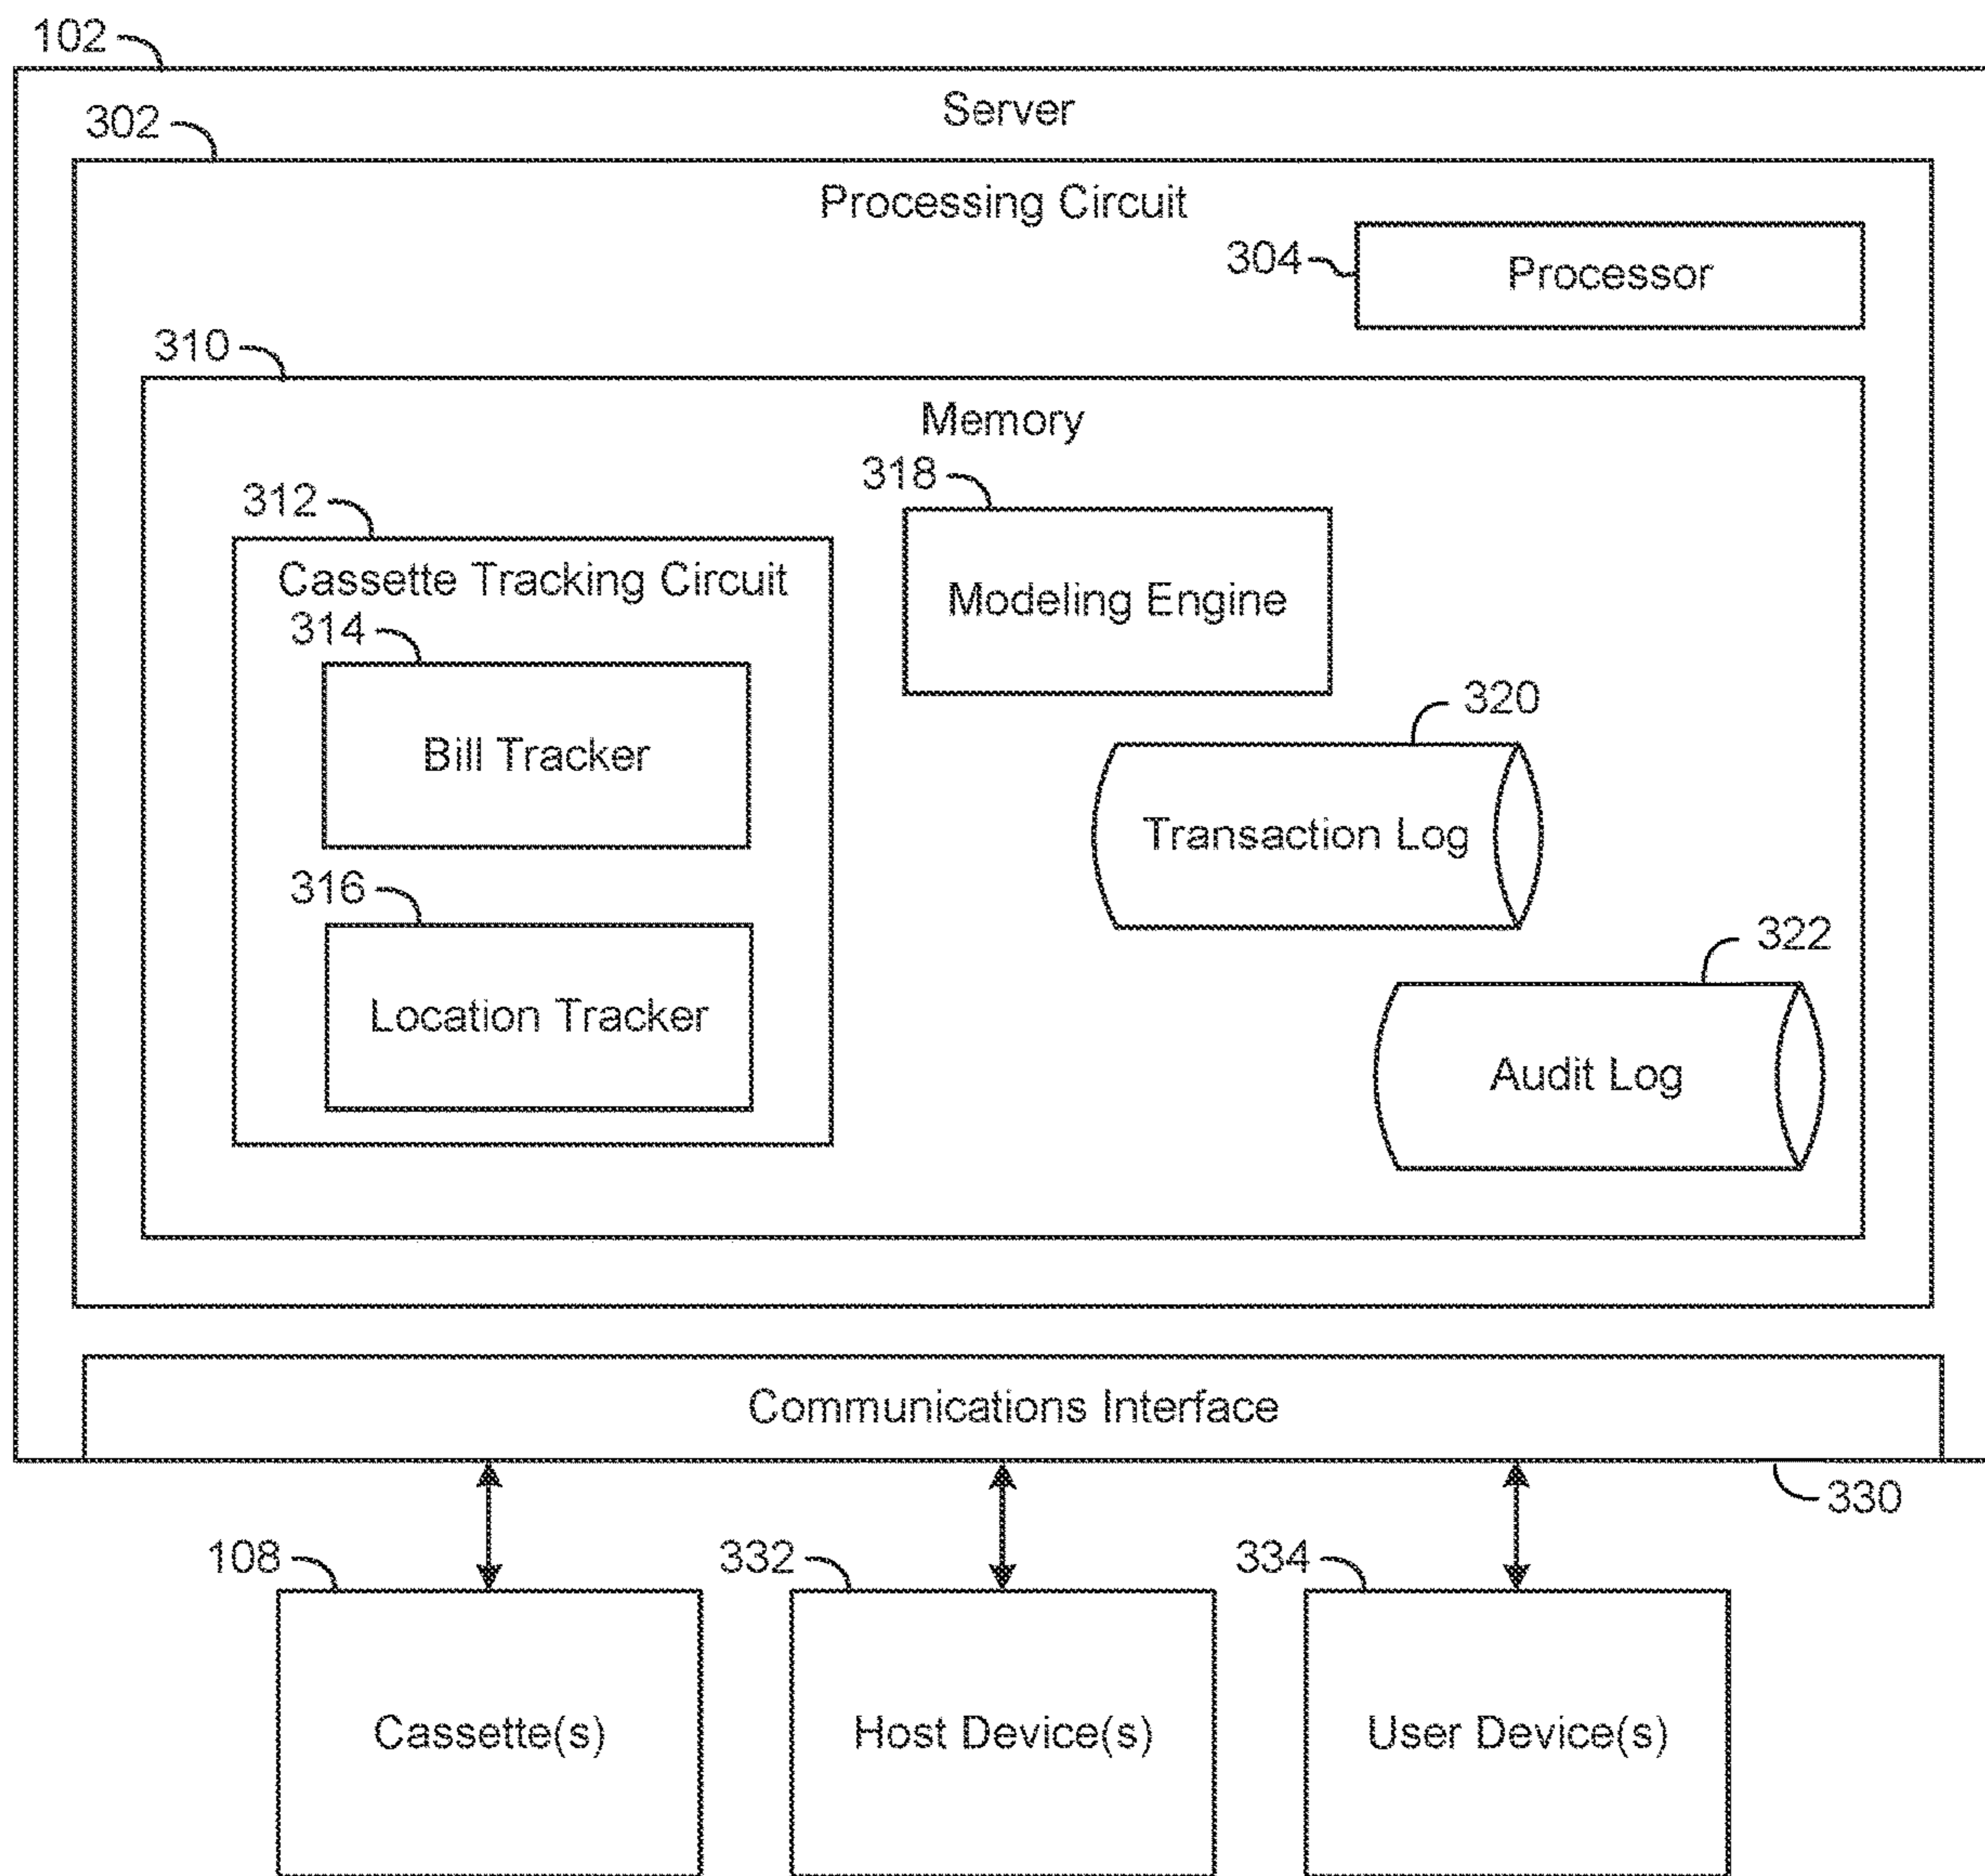 102
Server
302
Processing Circuit
304
Processor
310
Memory
318
312
Cassette Tracking Circuit
Modeling Engine
314
320
Bill Tracker
Transaction Log
316
322
Location Tracker
Audit Log
Communications Interface
330
108
332
334
Cassette(s)
Host Device(s)
User Device(s)